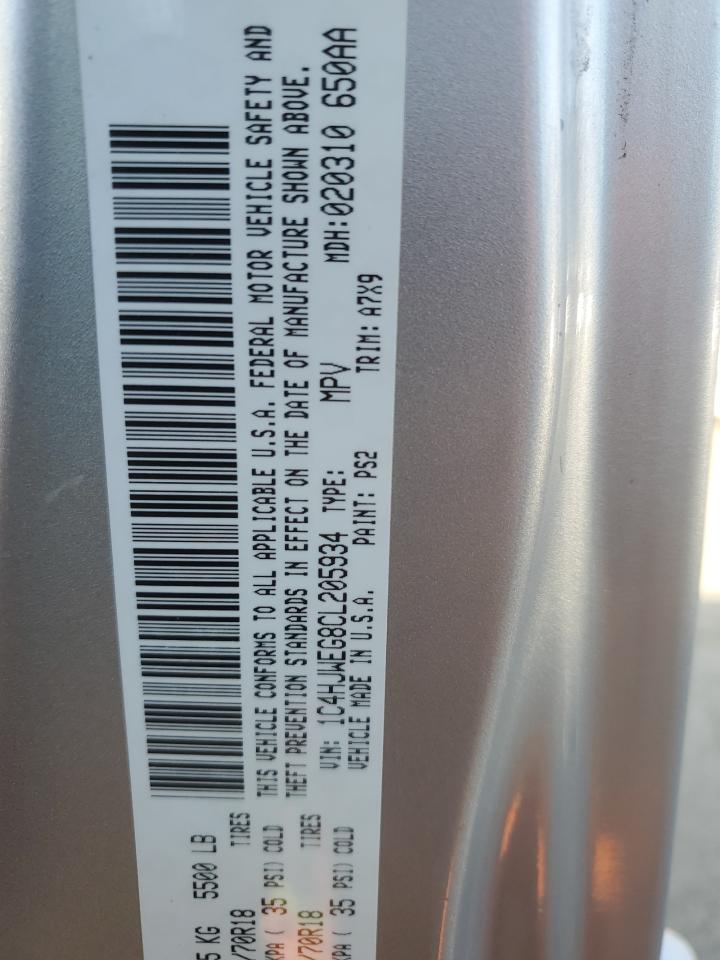 5 KG 5500 LB
/70R18 TIRES
KPA ( 35 PSI) COLD
/70R18 TIRES
KPA ( 35 PSI) COLD
THIS VEHICLE CONFORMS TO ALL APPLICABLE U.S.A. FEDERAL MOTOR VEHICLE SAFETY AND
THEFT PREVENTION STANDARDS IN EFFECT ON THE DATE OF MANUFACTURE SHOWN ABOVE.
VIN: 1C4HJWEG8CL205934 TYPE: MPV MDH:020310 650AA
VEHICLE MADE IN U.S.A. PAINT: PS2 TRIM: A7X9